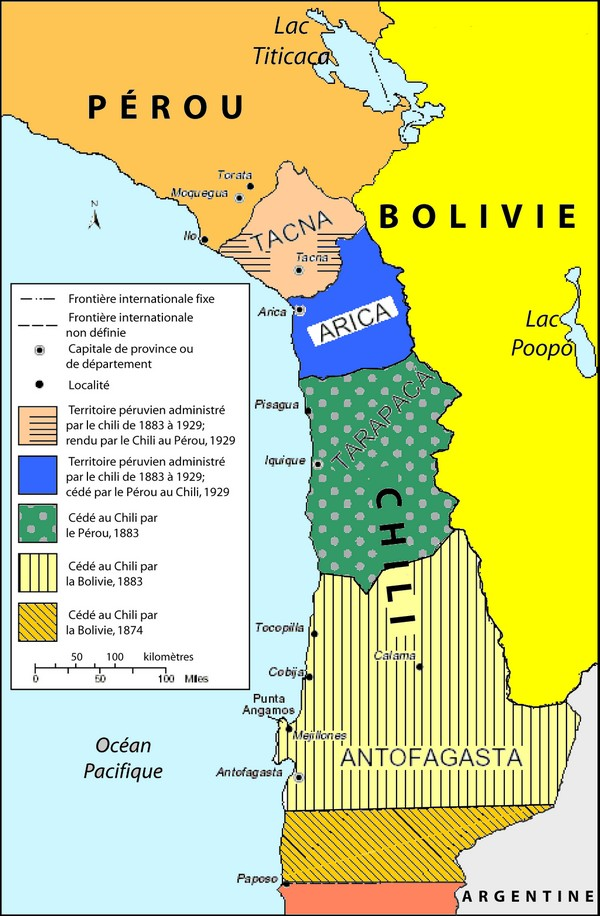 Lac
Titicaca
PÉROU
Torata
Moquegua
TACNA
BOLIVIE
Ilo
Tacna
N
Frontière internationale fixe
Frontière internationale
non définie
Capitale de province ou
de département
Localité
Territoire péruvien administré
par le chili de 1883 à 1929;
rendu par le Chili au Pérou, 1929
Territoire péruvien administré
par le chili de 1883 à 1929;
cédé par le Pérou au Chili, 1929
Cédé au Chili par
le Pérou, 1883
Cédé au Chili par
la Bolivie, 1883
Cédé au Chili par
la Bolivie, 1874
50 100 kilomètres
0 50 100 Miles
Arica
ARICA
Lac
Poopó
Pisagua
TARAPACÁ
Iquique
CHILI
Tocopilla
Calama
Cobija
Punta
Angamos
Mejillones
Océan
Pacifique
ANTOFAGASTA
Antofagasta
Paposo
ARGENTINE